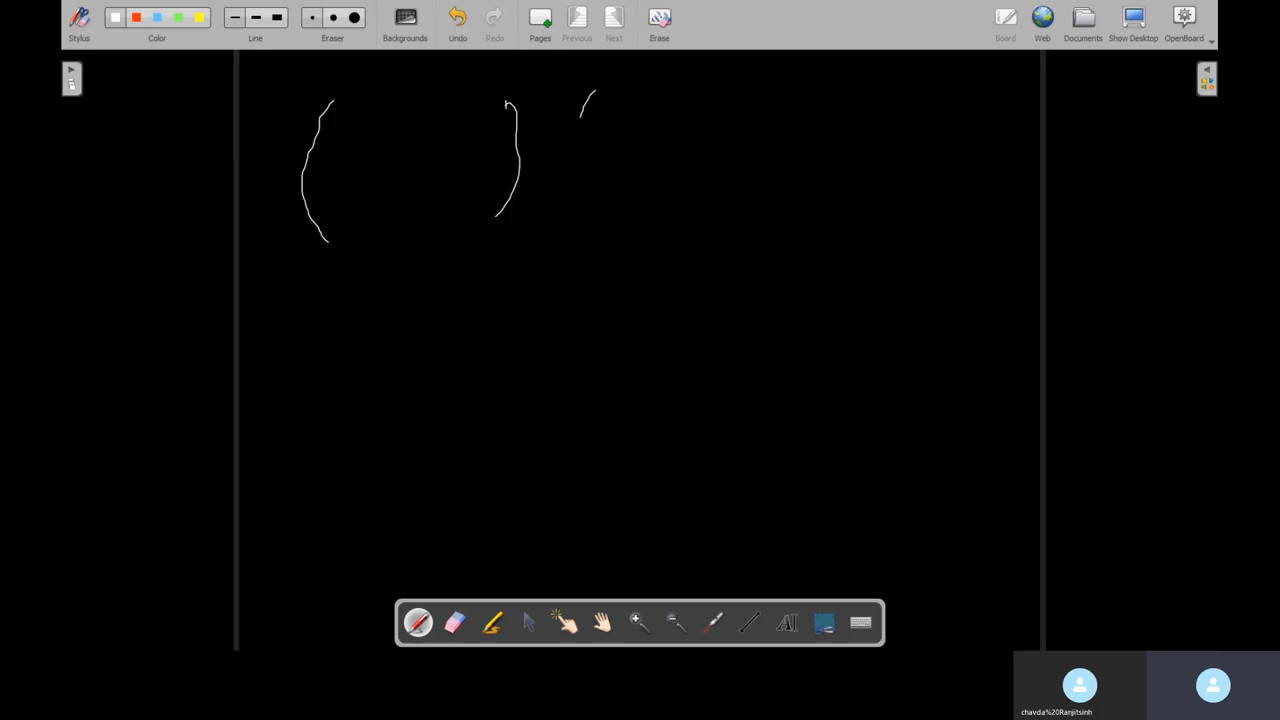 Stylus Color Line Eraser Backgrounds Undo Redo Pages Previous Next Erase Board Web Documents Show Desktop OpenBoard
( ) /
AI
chavda%20Ranjitsinh